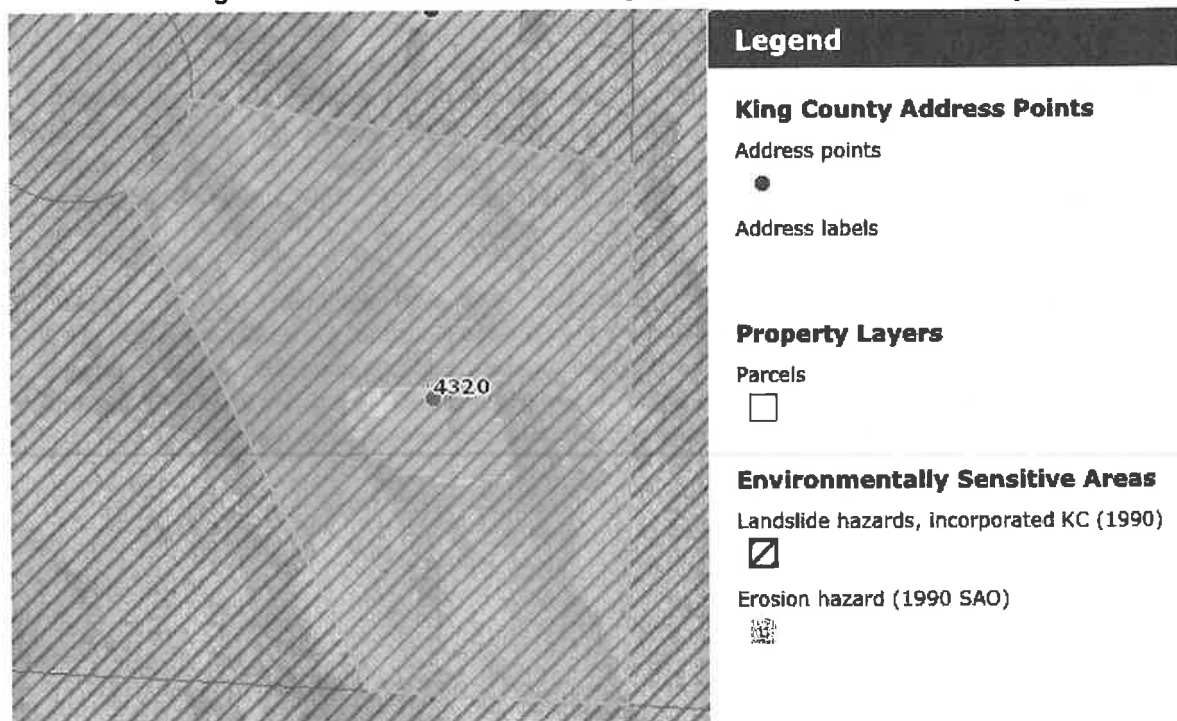 Legend
King County Address Points
Address points
Address labels
4320
Property Layers
Parcels
Environmentally Sensitive Areas
Landslide hazards, incorporated KC (1990)
Erosion hazard (1990 SAO)